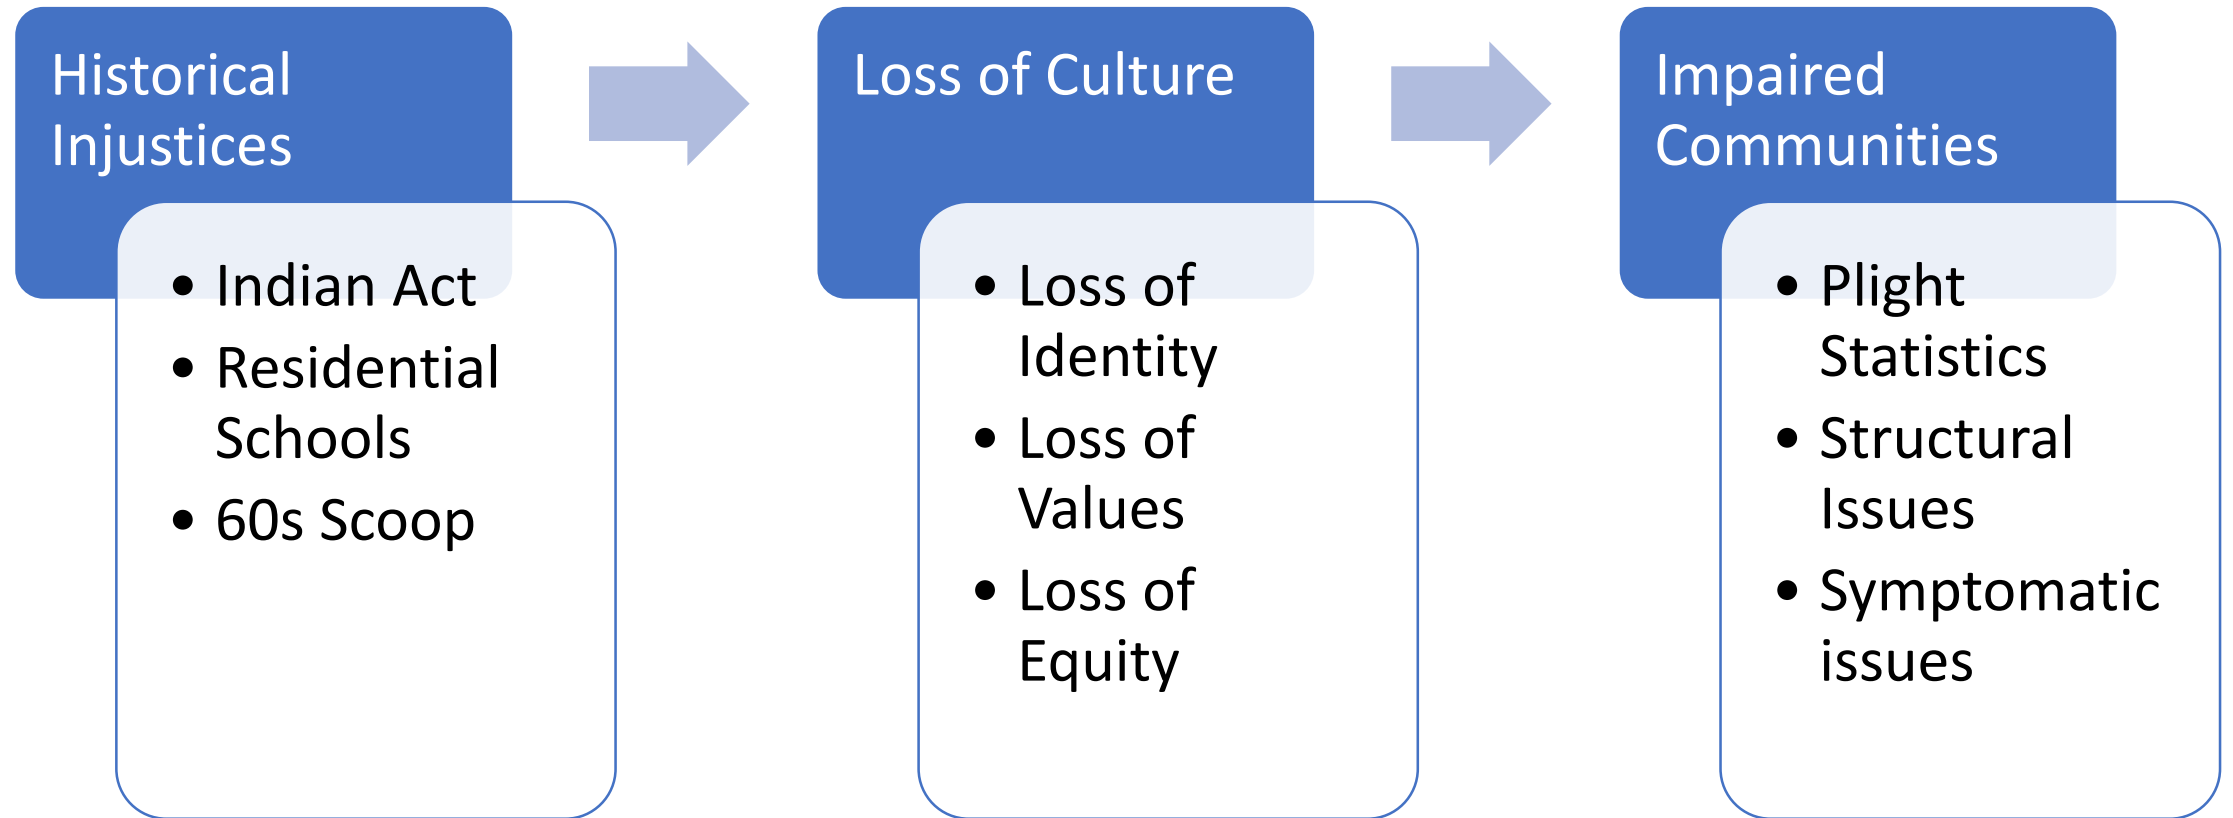 Historical
Injustices
• Indian Act
• Residential
Schools
• 60s Scoop
Loss of Culture
• Loss of
Identity
• Loss of
Values
• Loss of
Equity
Impaired
Communities
• Plight
Statistics
• Structural
Issues
• Symptomatic
issues